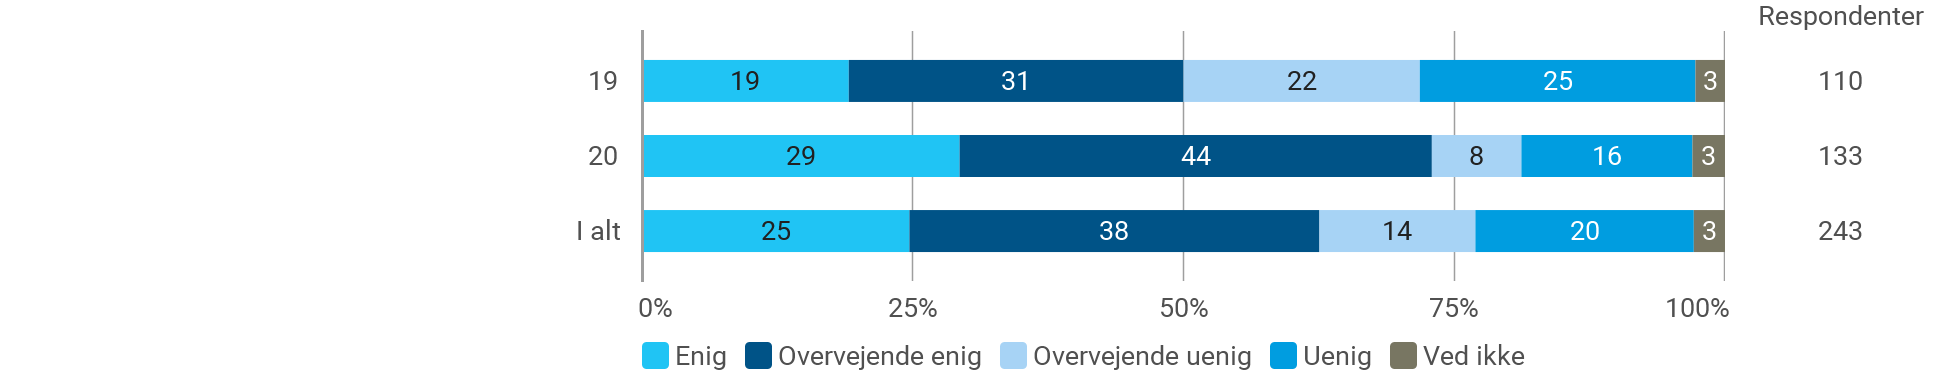 Respondenter
19 19 31 22 25 3 110
20 29 44 8 16 3 133
I alt 25 38 14 20 3 243
0% 25% 50% 75% 100%
Enig Overvejende enig Overvejende uenig Uenig Ved ikke